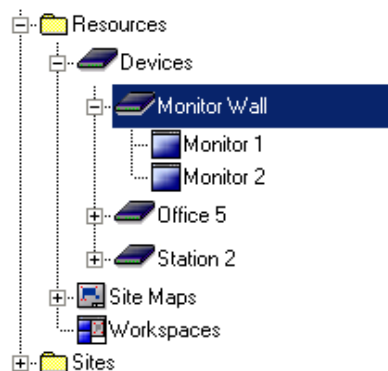 Resources
Devices
Monitor Wall
Monitor 1
Monitor 2
Office 5
Station 2
Site Maps
Workspaces
Sites